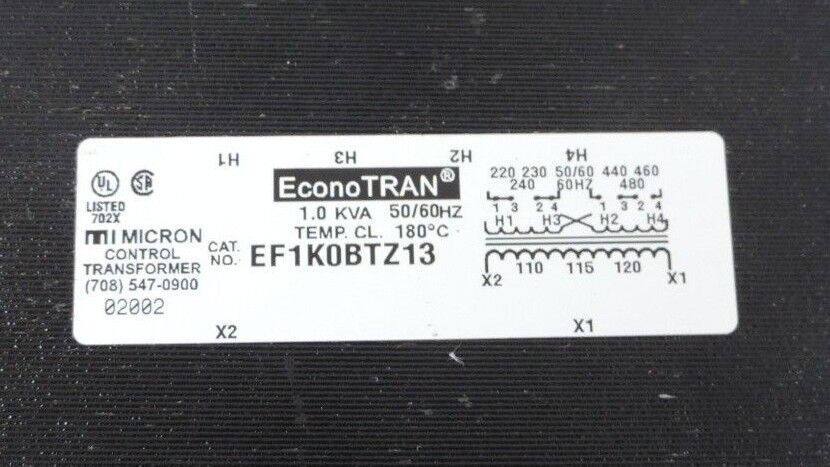 H1 H3 H2 H4
UL
LISTED
702X
SA
MICRON
CONTROL
TRANSFORMER
(708) 547-0900
02002
EconoTRAN®
1.0 KVA 50/60HZ
TEMP. CL. 180°C
CAT.
NO. EF1K0BTZ13
220 230 50/60 440 460
240 60HZ 480
1 3 2 4 1 3 2 4
H1 H3 H2 H4
110 115 120
X2 X1
X2 X1